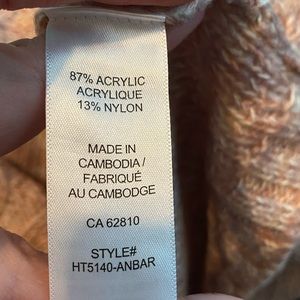 87% ACRYLIC
ACRYLIQUE
13% NYLON
MADE IN
CAMBODIA /
FABRIQUÉ
AU CAMBODGE
CA 62810
STYLE#
HT5140-ANBAR